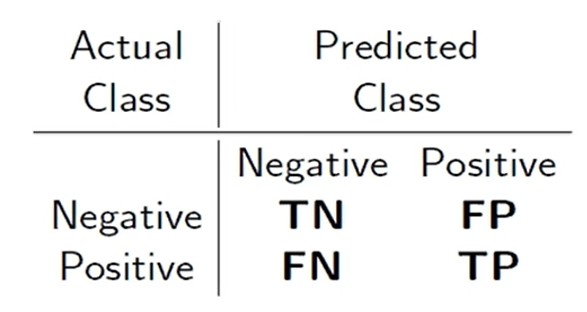 Actual Predicted
Class Class
Negative Positive
Negative TN FP
Positive FN TP